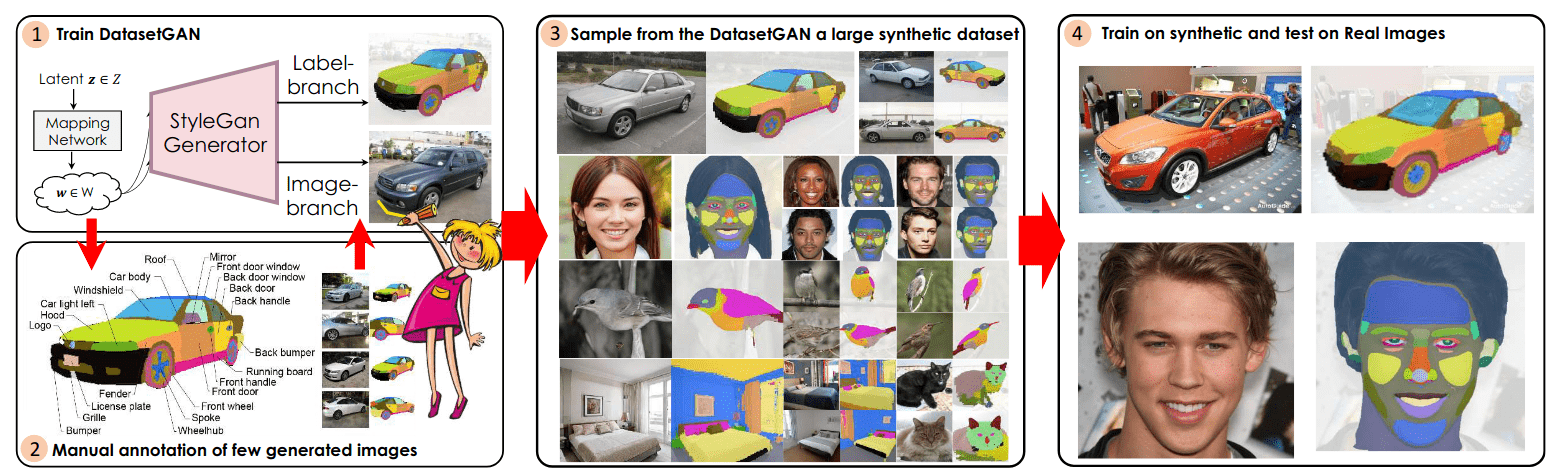 1 Train DatasetGAN
Latent z ∈ Z
Mapping
Network
w ∈ W
StyleGan
Generator
Label-
branch
Image-
branch
Roof
Mirror
Front door window
Back door window
Back door
Back handle
Car body
Windshield
Car light left
Hood
Logo
Back bumper
Running board
Front handle
Front door
Front wheel
Spoke
Wheelhub
Fender
License plate
Grille
Bumper
2 Manual annotation of few generated images
3 Sample from the DatasetGAN a large synthetic dataset
4 Train on synthetic and test on Real Images
AutoGuide
AutoGuide